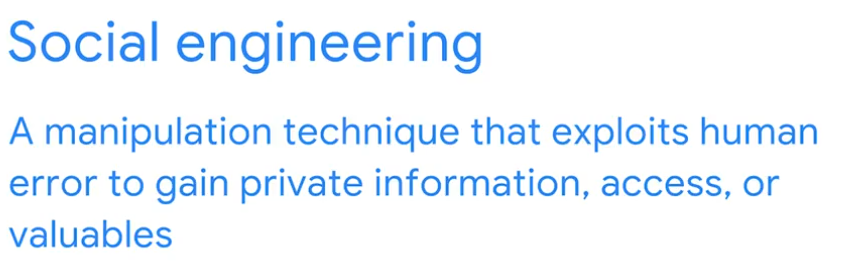 Social engineering
A manipulation technique that exploits human
error to gain private information, access, or
valuables